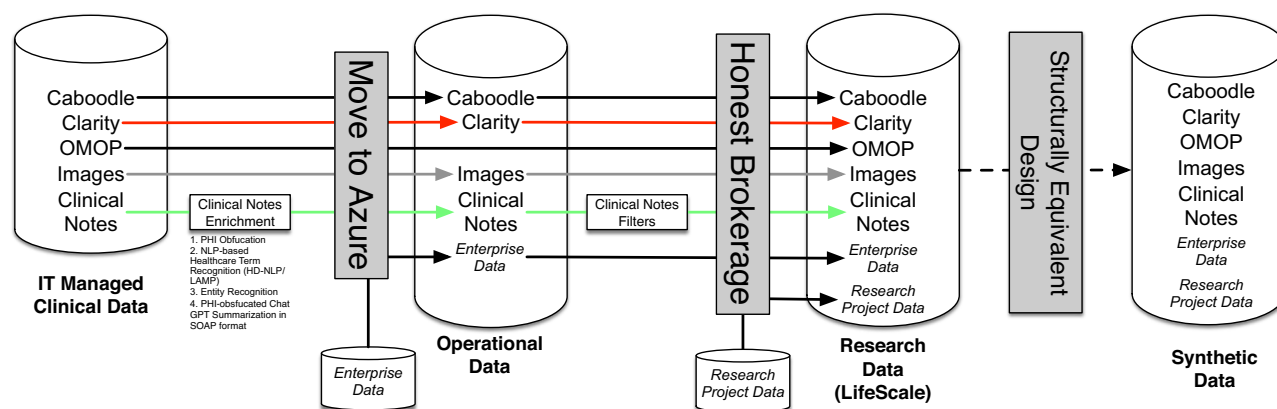 Caboodle
Clarity
OMOP
Images
Clinical
Notes
IT Managed
Clinical Data
Clinical Notes
Enrichment
1. PHI Obfucation
2. NLP-based
Healthcare Term
Recognition (HD-NLP/
LAMP)
3. Entity Recognition
4. PHI-obsfucated Chat
GPT Summarization in
SOAP format
Move to Azure
Enterprise
Data
Caboodle
Clarity
Images
Clinical
Notes
Enterprise
Data
Operational
Data
Clinical Notes
Filters
Honest Brokerage
Research
Project Data
Caboodle
Clarity
OMOP
Images
Clinical
Notes
Enterprise
Data
Research
Project Data
Research
Data
(LifeScale)
Structurally Equivalent
Design
Caboodle
Clarity
OMOP
Images
Clinical
Notes
Enterprise
Data
Research
Project Data
Synthetic
Data